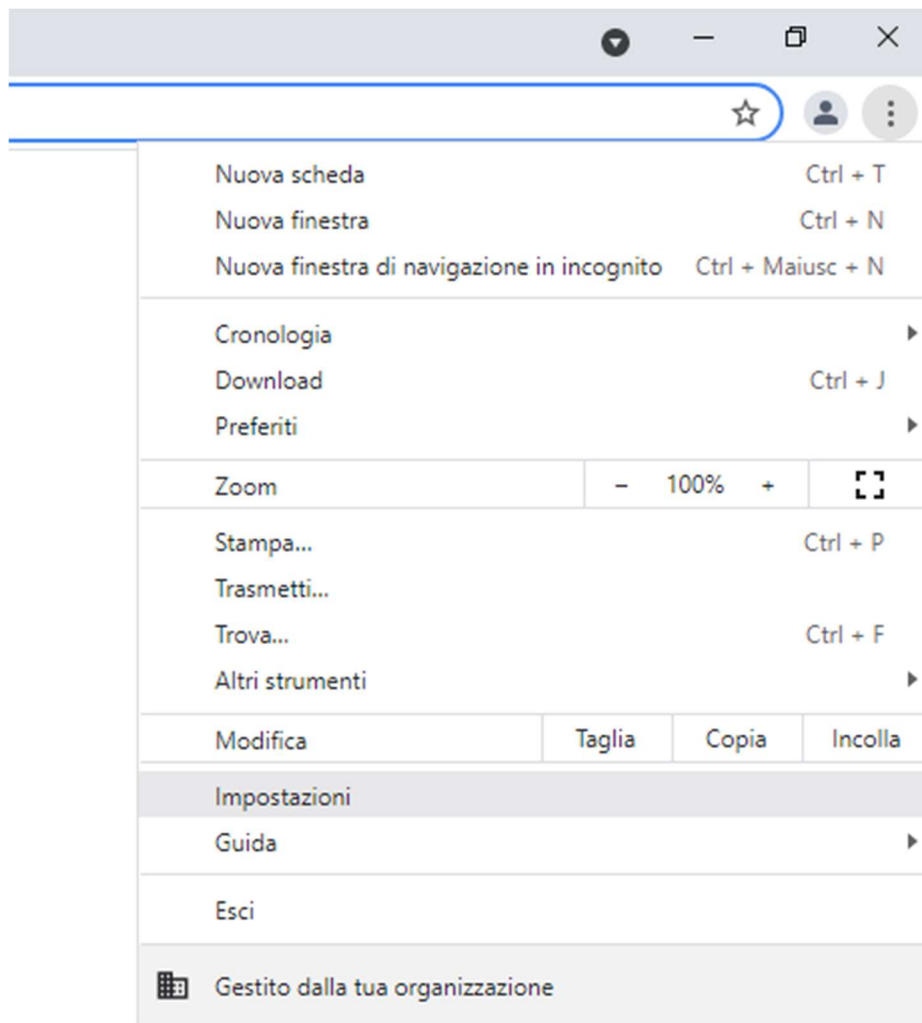 Nuova scheda Ctrl + T
Nuova finestra Ctrl + N
Nuova finestra di navigazione in incognito Ctrl + Maiusc + N
Cronologia
Download Ctrl + J
Preferiti
Zoom - 100% +
Stampa... Ctrl + P
Trasmetti...
Trova... Ctrl + F
Altri strumenti
Modifica Taglia Copia Incolla
Impostazioni
Guida
Esci
Gestito dalla tua organizzazione